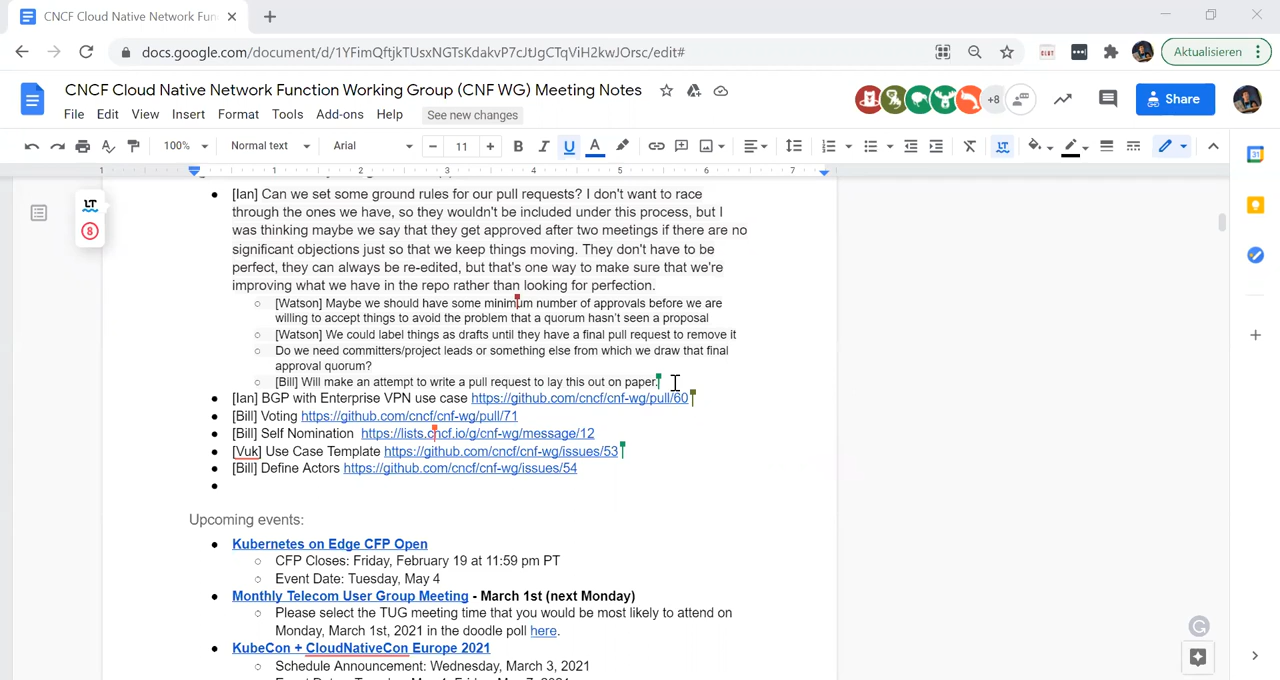 CNCF Cloud Native Network Fun
docs.google.com/document/d/1YFimQftjkTUsxNGTsKdakvP7cJtJgCTqViH2kwJOrsc/edit#
Aktualisieren
CNCF Cloud Native Network Function Working Group (CNF WG) Meeting Notes
+8
Share
File Edit View Insert Format Tools Add-ons Help See new changes
100% Normal text Arial 11 B I U A
1 1 2 3 4 5 6 7
LT
8
[Ian] Can we set some ground rules for our pull requests? I don't want to race
through the ones we have, so they wouldn't be included under this process, but I
was thinking maybe we say that they get approved after two meetings if there are no
significant objections just so that we keep things moving. They don't have to be
perfect, they can always be re-edited, but that's one way to make sure that we're
improving what we have in the repo rather than looking for perfection.
[Watson] Maybe we should have some minimum number of approvals before we are
willing to accept things to avoid the problem that a quorum hasn't seen a proposal
[Watson] We could label things as drafts until they have a final pull request to remove it
Do we need committers/project leads or something else from which we draw that final
approval quorum?
[Bill] Will make an attempt to write a pull request to lay this out on paper.
[Ian] BGP with Enterprise VPN use case https://github.com/cncf/cnf-wg/pull/60
[Bill] Voting https://github.com/cncf/cnf-wg/pull/71
[Bill] Self Nomination https://lists.cncf.io/g/cnf-wg/message/12
[Vuk] Use Case Template https://github.com/cncf/cnf-wg/issues/53
[Bill] Define Actors https://github.com/cncf/cnf-wg/issues/54
Upcoming events:
Kubernetes on Edge CFP Open
CFP Closes: Friday, February 19 at 11:59 pm PT
Event Date: Tuesday, May 4
Monthly Telecom User Group Meeting - March 1st (next Monday)
Please select the TUG meeting time that you would be most likely to attend on
Monday, March 1st, 2021 in the doodle poll here.
KubeCon + CloudNativeCon Europe 2021
Schedule Announcement: Wednesday, March 3, 2021